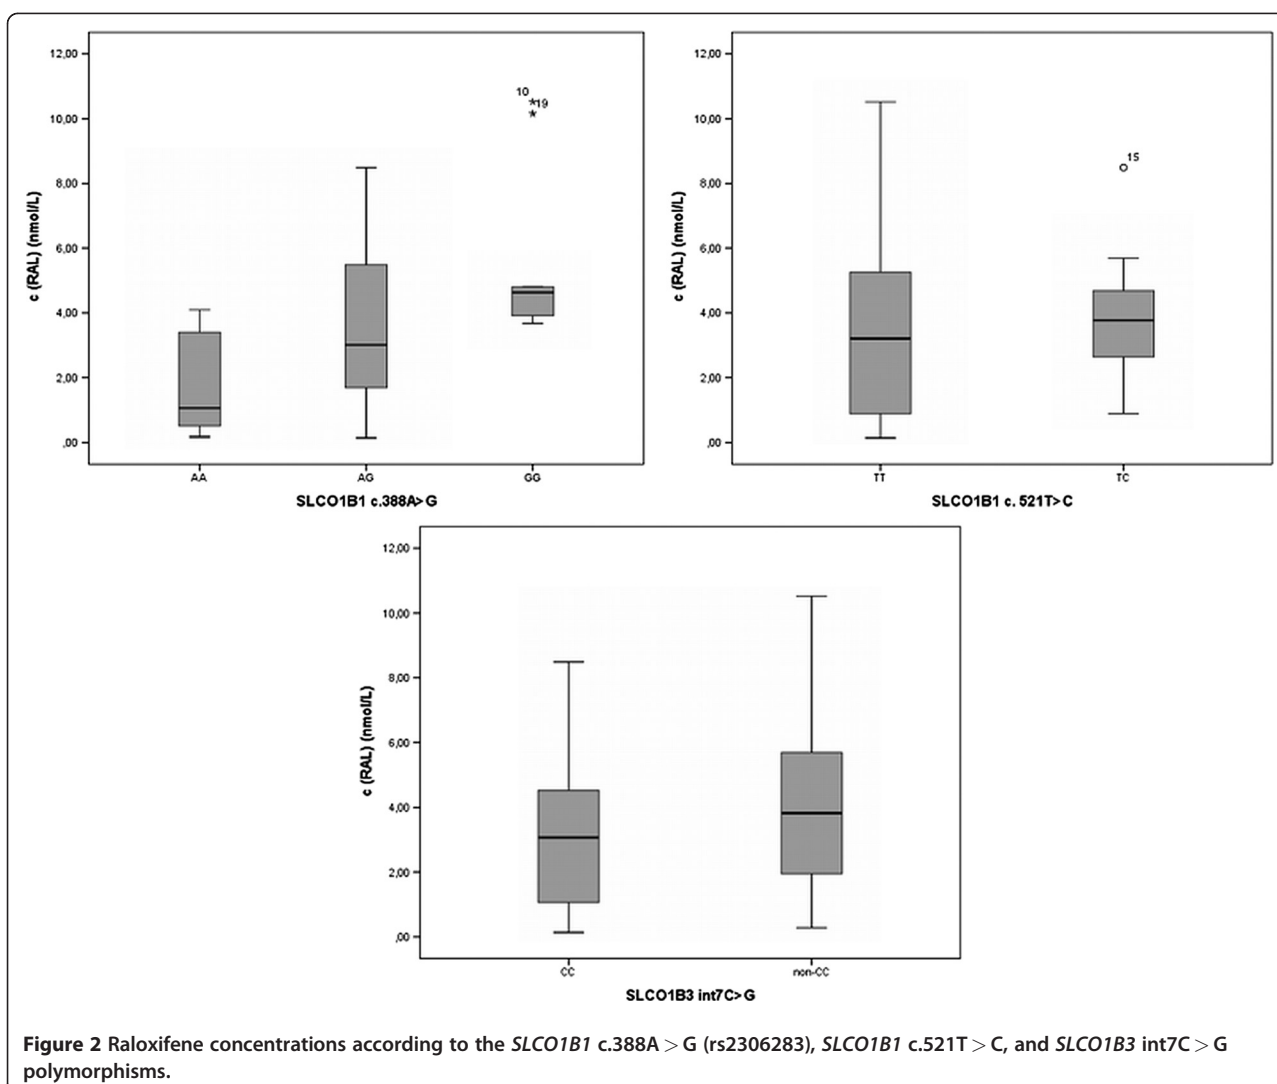 12,00
10,00
8,00
6,00
4,00
2,00
,00
c (RAL) (nmol/L)
10
19
AA AG GG
SLCO1B1 c.388A>G
12,00
10,00
8,00
6,00
4,00
2,00
,00
c (RAL) (nmol/L)
15
TT TC
SLCO1B1 c. 521T>C
12,00
10,00
8,00
6,00
4,00
2,00
,00
c (RAL) (nmol/L)
CC non-CC
SLCO1B3 int7C>G
Figure 2 Raloxifene concentrations according to the SLCO1B1 c.388A > G (rs2306283), SLCO1B1 c.521T > C, and SLCO1B3 int7C > G
polymorphisms.